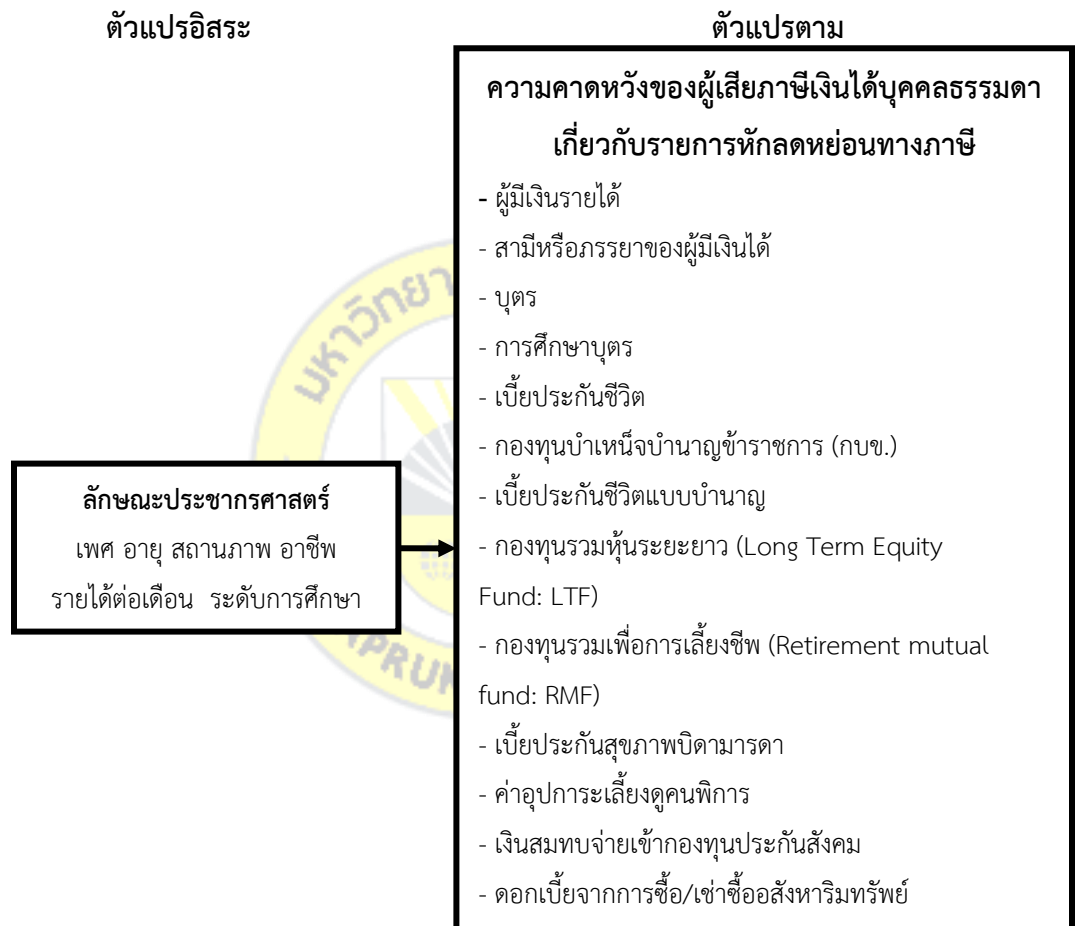 ตัวแปรอิสระ
ตัวแปรตาม
ความคาดหวังของผู้เสียภาษีเงินได้บุคคลธรรมดา
เกี่ยวกับรายการหักลดหย่อนทางภาษี
- ผู้มีเงินรายได้
- สามีหรือภรรยาของผู้มีเงินได้
- บุตร
- การศึกษาบุตร
- เบี้ยประกันชีวิต
- กองทุนบำเหน็จบำนาญข้าราชการ (กบข.)
- เบี้ยประกันชีวิตแบบบำนาญ
- กองทุนรวมหุ้นระยะยาว (Long Term Equity
Fund: LTF)
- กองทุนรวมเพื่อการเลี้ยงชีพ (Retirement mutual
fund: RMF)
- เบี้ยประกันสุขภาพบิดามารดา
- ค่าอุปการะเลี้ยงดูคนพิการ
- เงินสมทบจ่ายเข้ากองทุนประกันสังคม
- ดอกเบี้ยจากการซื้อ/เช่าซื้ออสังหาริมทรัพย์
ลักษณะประชากรศาสตร์
เพศ อายุ สถานภาพ อาชีพ
รายได้ต่อเดือน ระดับการศึกษา